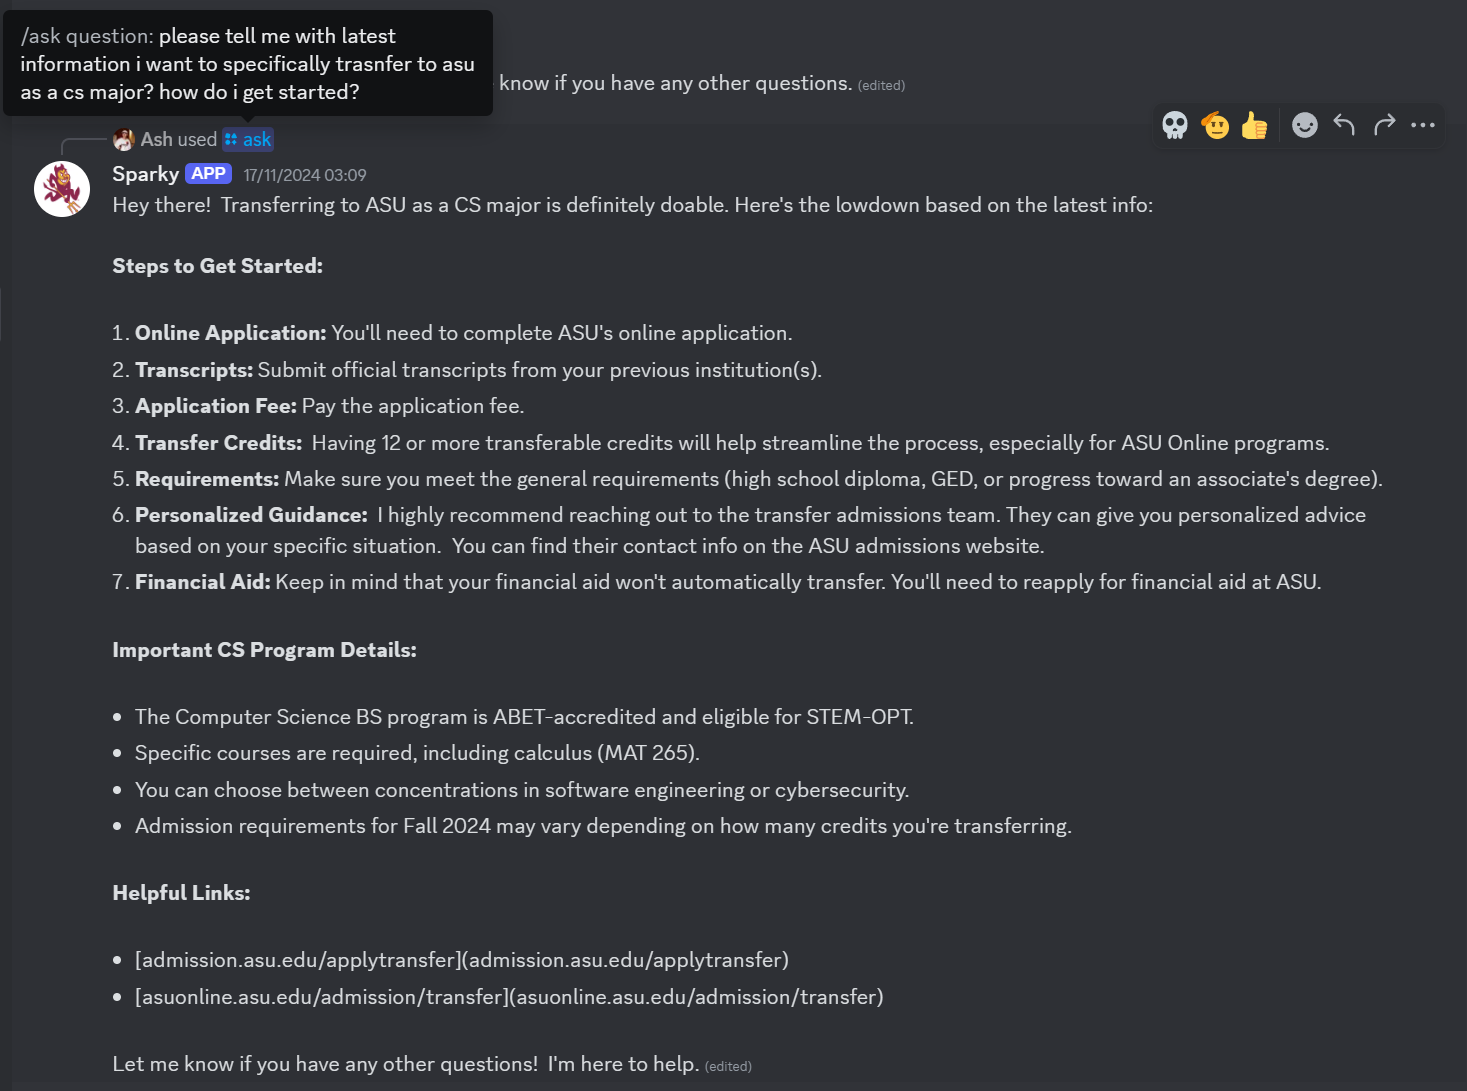 /ask question: please tell me with latest
information i want to specifically trasnfer to asu
as a cs major? how do i get started?
know if you have any other questions. (edited)
Ash used ask
Sparky APP 17/11/2024 03:09
Hey there!  Transferring to ASU as a CS major is definitely doable. Here's the lowdown based on the latest info:
Steps to Get Started:
1. Online Application: You'll need to complete ASU's online application.
2. Transcripts: Submit official transcripts from your previous institution(s).
3. Application Fee: Pay the application fee.
4. Transfer Credits:  Having 12 or more transferable credits will help streamline the process, especially for ASU Online programs.
5. Requirements: Make sure you meet the general requirements (high school diploma, GED, or progress toward an associate's degree).
6. Personalized Guidance:  I highly recommend reaching out to the transfer admissions team. They can give you personalized advice
based on your specific situation.  You can find their contact info on the ASU admissions website.
7. Financial Aid: Keep in mind that your financial aid won't automatically transfer. You'll need to reapply for financial aid at ASU.
Important CS Program Details:
• The Computer Science BS program is ABET-accredited and eligible for STEM-OPT.
• Specific courses are required, including calculus (MAT 265).
• You can choose between concentrations in software engineering or cybersecurity.
• Admission requirements for Fall 2024 may vary depending on how many credits you're transferring.
Helpful Links:
• [admission.asu.edu/applytransfer](admission.asu.edu/applytransfer)
• [asuonline.asu.edu/admission/transfer](asuonline.asu.edu/admission/transfer)
Let me know if you have any other questions!  I'm here to help. (edited)